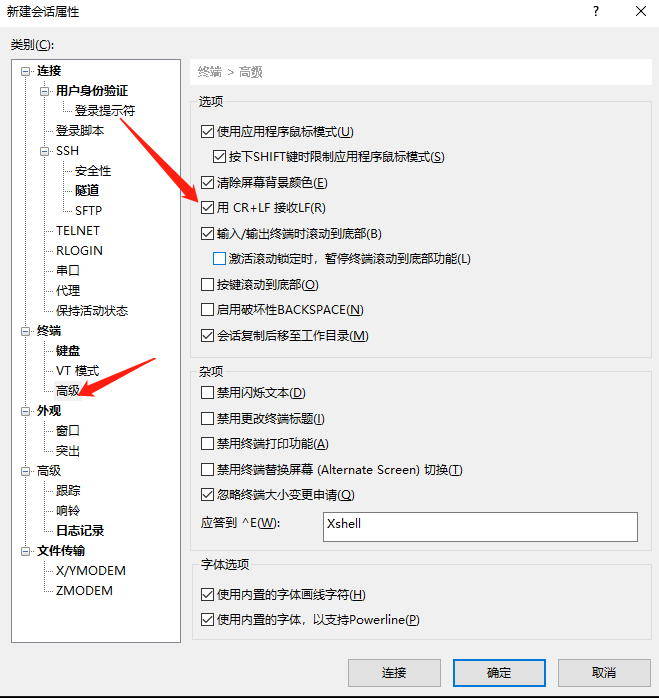 新建会话属性
类别(C):
连接
用户身份验证
登录提示符
登录脚本
SSH
安全性
隧道
SFTP
TELNET
RLOGIN
串口
代理
保持活动状态
终端
键盘
VT 模式
高级
外观
窗口
突出
高级
跟踪
响铃
日志记录
文件传输
X/YMODEM
ZMODEM
终端 > 高级
选项
使用应用程序鼠标模式(U)
按下SHIFT键时限制应用程序鼠标模式(S)
清除屏幕背景颜色(E)
用 CR+LF 接收LF(R)
输入/输出终端时滚动到底部(B)
激活滚动锁定时，暂停终端滚动到底部功能(L)
按键滚动到底部(O)
启用破坏性BACKSPACE(N)
会话复制后移至工作目录(M)
杂项
禁用闪烁文本(D)
禁用更改终端标题(I)
禁用终端打印功能(A)
禁用终端替换屏幕 (Alternate Screen) 切换(T)
忽略终端大小变更申请(Q)
应答到 ^E(W):
Xshell
字体选项
使用内置的字体画线字符(H)
使用内置的字体，以支持Powerline(P)
连接
确定
取消